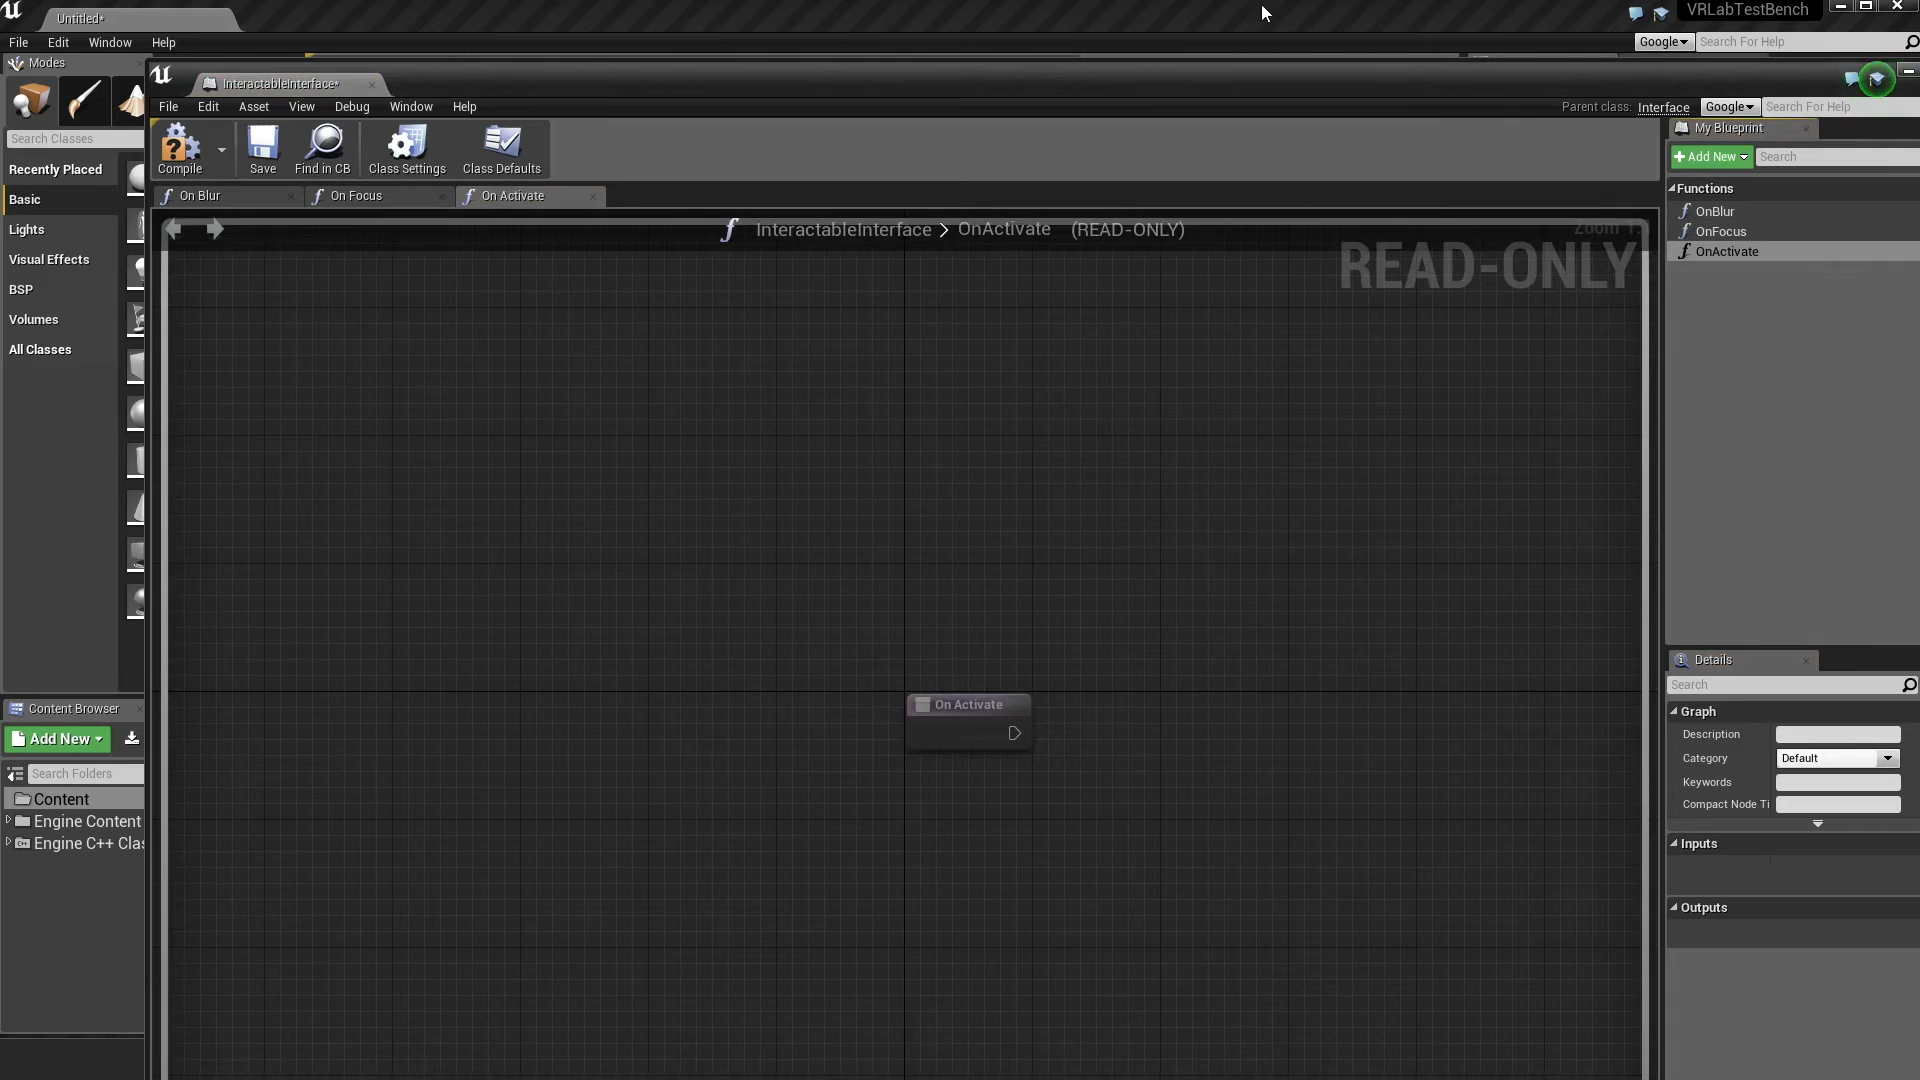 Untitled*
VRLabTestBench
File Edit Window Help
Google Search For Help
Modes
InteractableInterface*
File Edit Asset View Debug Window Help
Parent class: Interface Google Search For Help
Search Classes
Recently Placed
Basic
Lights
Visual Effects
BSP
Volumes
All Classes
Compile Save Find in CB Class Settings Class Defaults
On Blur On Focus On Activate
InteractableInterface > OnActivate (READ-ONLY)
READ-ONLY
On Activate
My Blueprint
Add New Search
Functions
OnBlur
OnFocus
OnActivate
Details
Search
Graph
Description
Category Default
Keywords
Compact Node Ti
Inputs
Outputs
Content Browser
Add New
Search Folders
Content
Engine Content
Engine C++ Clas